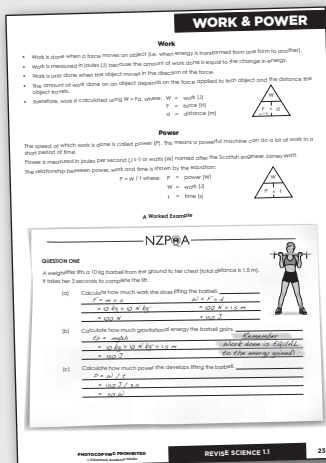 WORK & POWER
Work
• Work is done when a force moves an object (i.e. when energy is transformed from one form to another).
• Work is measured in joules (J) because the amount of work done is equal to the change in energy.
• Work is only done when the object moves in the direction of the force.
• The amount of work done on an object depends on the force applied to that object and the distance the
object travels.
• Therefore, work is calculated using W = Fd, where: W = work (J)
F = force (N)
d = distance (m)
W
F × d
Power
The speed at which work is done is called power (P). This means a powerful machine can do a lot of work in a
short period of time.
Power is measured in joules per second (J s⁻¹) or watts (W) named after the Scottish engineer James Watt.
The relationship between power, work and time is shown by the equation:
P = W / t where: P = power (W)
W = work (J)
t = time (s)
W
P × t
A Worked Example
NZPOA
QUESTION ONE
A weightlifter lifts a 10 kg barbell from the ground to her chest (total distance is 1.5 m).
It takes her 3 seconds to complete the lift.
(a) Calculate how much work she does lifting the barbell.
F = m × a W = F × d
= 10 kg × 10 N kg⁻¹ = 100 N × 1.5 m
= 100 N = 150 J
(b) Calculate how much gravitational energy the barbell gains.
Ep = mgh
= 10 kg × 10 N kg⁻¹ × 1.5 m
= 150 J
Remember
work done is EQUAL
to the energy gained!
(c) Calculate how much power she develops lifting the barbell.
P = W / t
= 150 J / 3 s
= 50 W
PHOTOCOPYING PROHIBITED
REVISE SCIENCE 1.1
23